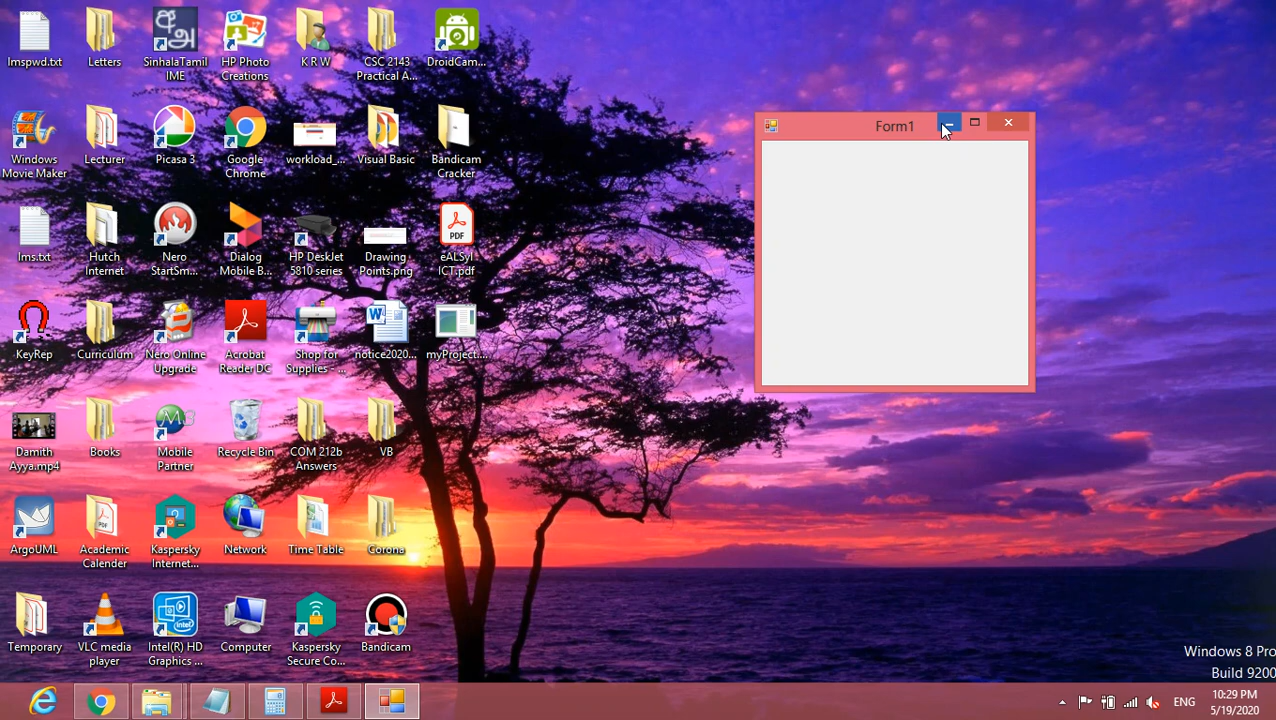 lmspwd.txt
Letters
SinhalaTamil
IME
HP Photo
Creations
K R W
CSC 2143
Practical A...
DroidCam...
Windows
Movie Maker
Lecturer
Picasa 3
Google
Chrome
workload_...
Visual Basic
Bandicam
Cracker
lms.txt
Hutch
Internet
Nero
StartSm...
Dialog
Mobile B...
HP DeskJet
5810 series
Drawing
Points.png
PDF
eALSyl
ICT.pdf
KeyRep
Curriculum
Nero Online
Upgrade
Acrobat
Reader DC
Shop for
Supplies - ...
notice2020...
myProject....
Damith
Ayya.mp4
Books
Mobile
Partner
Recycle Bin
COM 212b
Answers
VB
ArgoUML
PDF
Academic
Calender
Kaspersky
Internet...
Network
Time Table
Corona
Temporary
VLC media
player
Intel(R) HD
Graphics ...
Computer
Kaspersky
Secure Co...
Bandicam
Form1
Windows 8 Pro
Build 9200
ENG
10:29 PM
5/19/2020